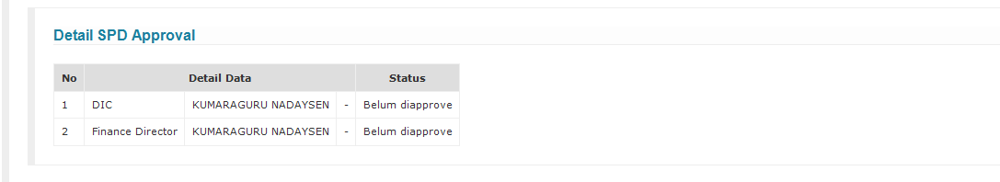 Detail SPD Approval
No Detail Data Status
1 DIC KUMARAGURU NADAYSEN - Belum diapprove
2 Finance Director KUMARAGURU NADAYSEN - Belum diapprove